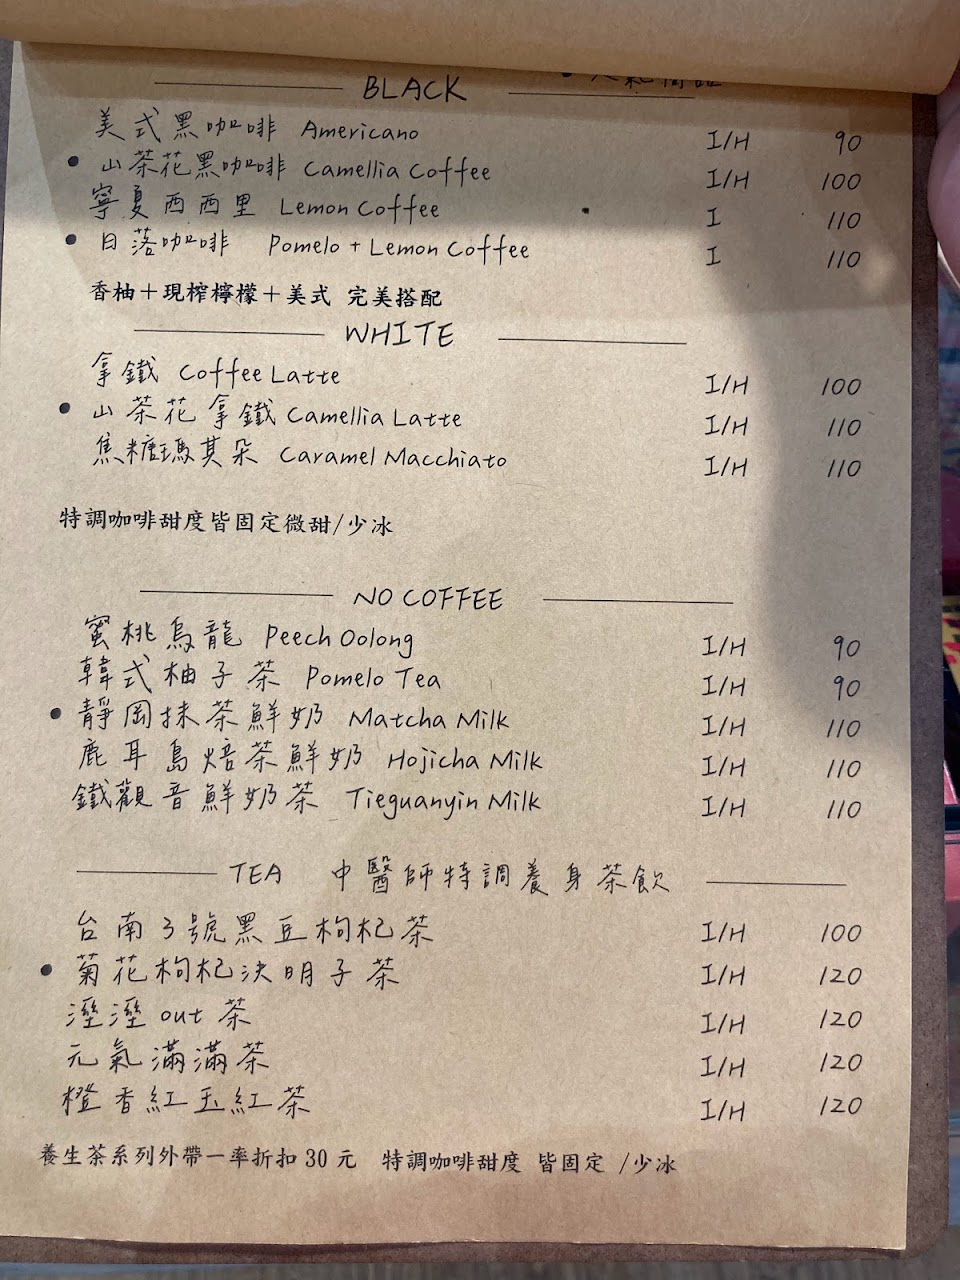 BLACK
美式黑咖啡 Americano I/H 90
• 山茶花黑咖啡 Camellia Coffee I/H 100
寧夏西西里 Lemon Coffee I 110
• 日落咖啡 Pomelo + Lemon Coffee I 110
香柚＋現榨檸檬＋美式 完美搭配
WHITE
拿鐵 Coffee Latte I/H 100
• 山茶花拿鐵 Camellia Latte I/H 110
焦糖瑪其朵 Caramel Macchiato I/H 110
特調咖啡甜度皆固定微甜/少冰
NO COFFEE
蜜桃烏龍 Peech Oolong I/H 90
韓式柚子茶 Pomelo Tea I/H 90
• 靜岡抹茶鮮奶 Matcha Milk I/H 110
鹿耳島焙茶鮮奶 Hojicha Milk I/H 110
鐵觀音鮮奶茶 Tieguanyin Milk I/H 110
TEA 中醫師特調養身茶飲
台南3號黑豆枸杞茶 I/H 100
• 菊花枸杞決明子茶 I/H 120
溼溼out茶 I/H 120
元氣滿滿茶 I/H 120
橙香紅玉紅茶 I/H 120
養生茶系列外帶一率折扣30元 特調咖啡甜度 皆固定 /少冰